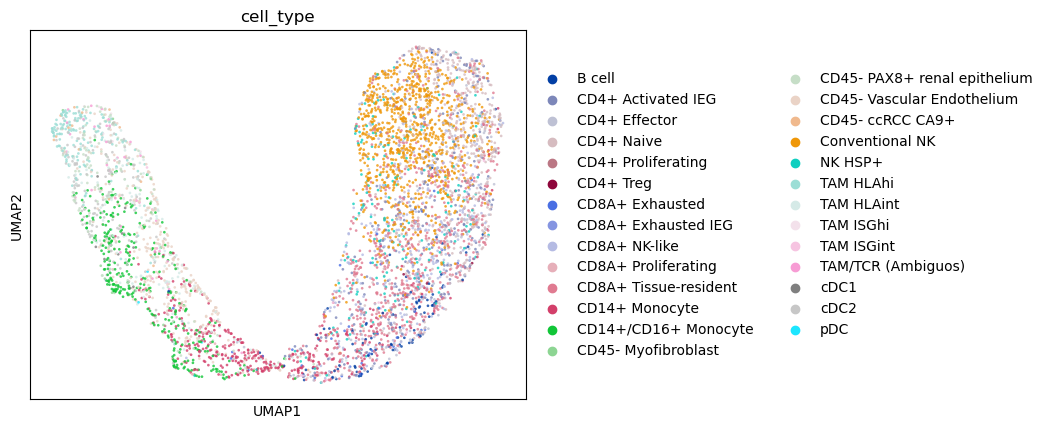 cell_type
UMAP2
UMAP1
B cell
CD4+ Activated IEG
CD4+ Effector
CD4+ Naive
CD4+ Proliferating
CD4+ Treg
CD8A+ Exhausted
CD8A+ Exhausted IEG
CD8A+ NK-like
CD8A+ Proliferating
CD8A+ Tissue-resident
CD14+ Monocyte
CD14+/CD16+ Monocyte
CD45- Myofibroblast
CD45- PAX8+ renal epithelium
CD45- Vascular Endothelium
CD45- ccRCC CA9+
Conventional NK
NK HSP+
TAM HLAhi
TAM HLAint
TAM ISGhi
TAM ISGint
TAM/TCR (Ambiguos)
cDC1
cDC2
pDC